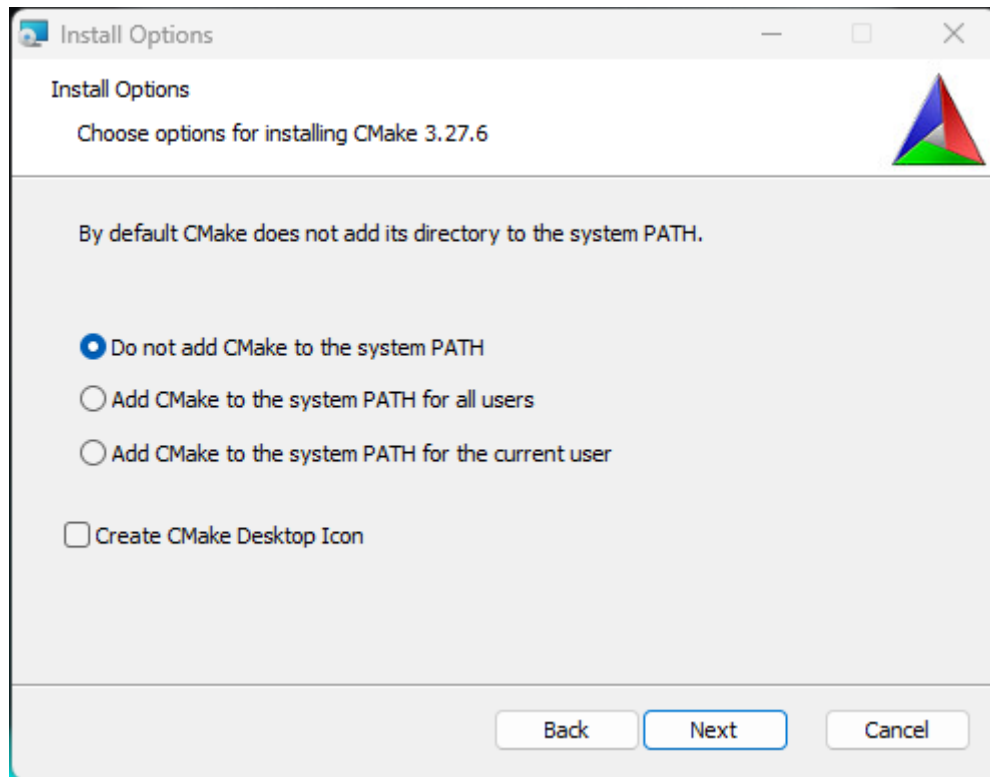 Install Options
Install Options
Choose options for installing CMake 3.27.6
By default CMake does not add its directory to the system PATH.
Do not add CMake to the system PATH
Add CMake to the system PATH for all users
Add CMake to the system PATH for the current user
Create CMake Desktop Icon
Back Next Cancel